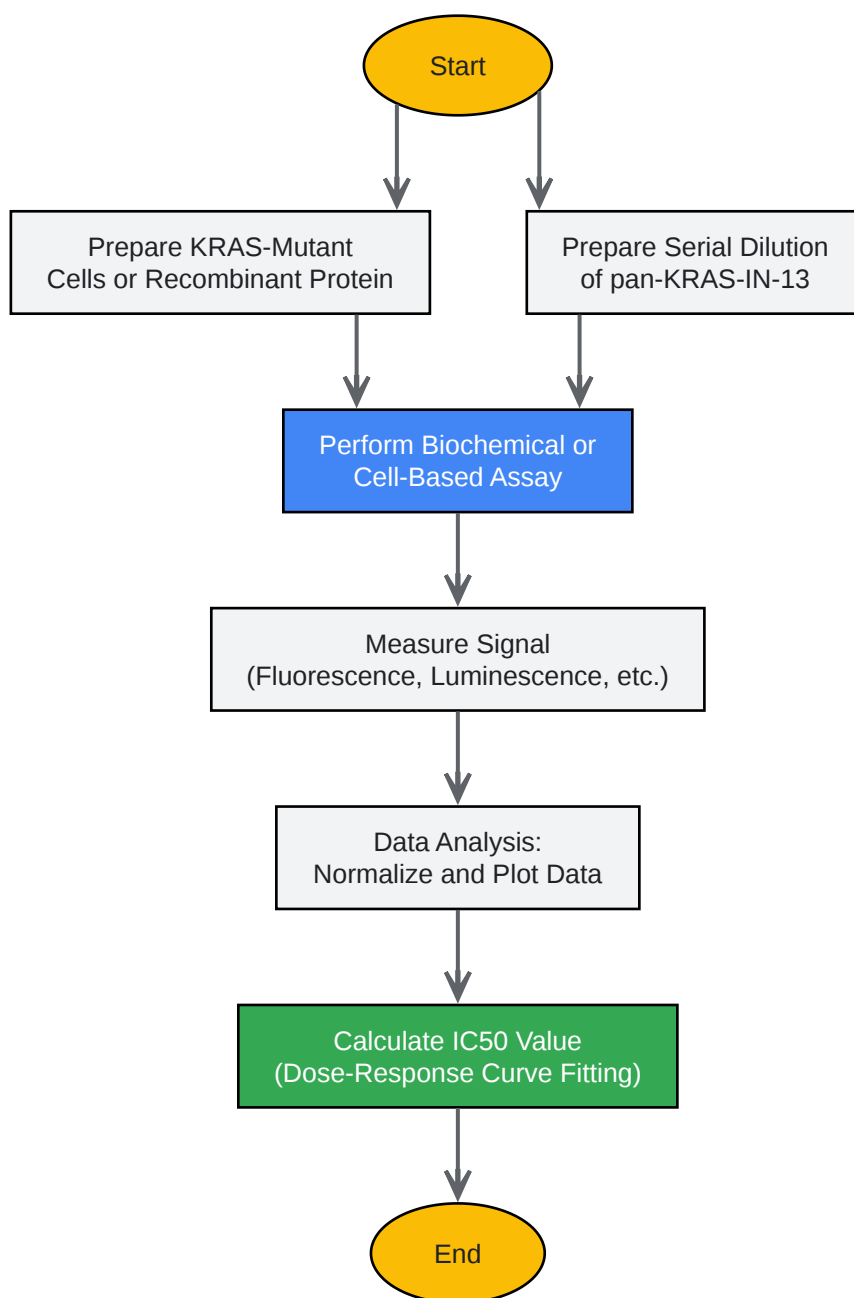 Start
Prepare KRAS-Mutant
Cells or Recombinant Protein
Prepare Serial Dilution
of pan-KRAS-IN-13
Perform Biochemical or
Cell-Based Assay
Measure Signal
(Fluorescence, Luminescence, etc.)
Data Analysis:
Normalize and Plot Data
Calculate IC50 Value
(Dose-Response Curve Fitting)
End